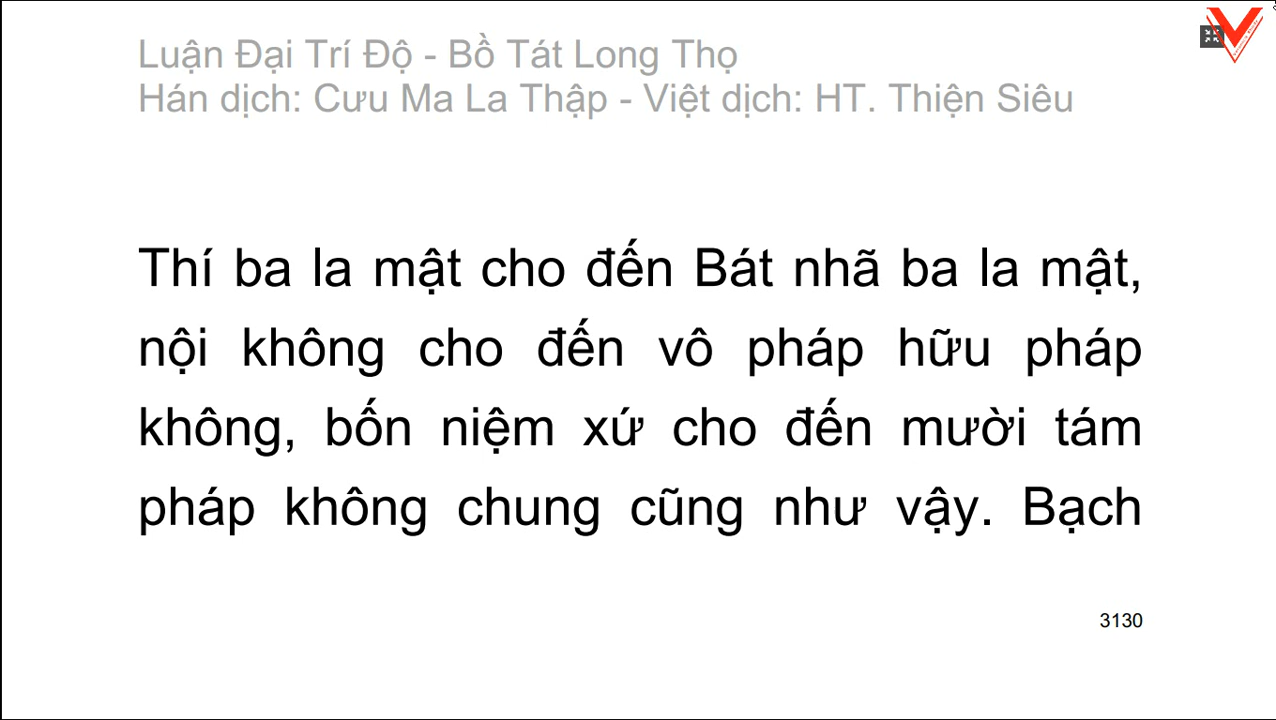 Luận Đại Trí Độ - Bồ Tát Long Thọ
Hán dịch: Cưu Ma La Thập - Việt dịch: HT. Thiện Siêu
Thí ba la mật cho đến Bát nhã ba la mật,
nội không cho đến vô pháp hữu pháp
không, bốn niệm xứ cho đến mười tám
pháp không chung cũng như vậy. Bạch
3130